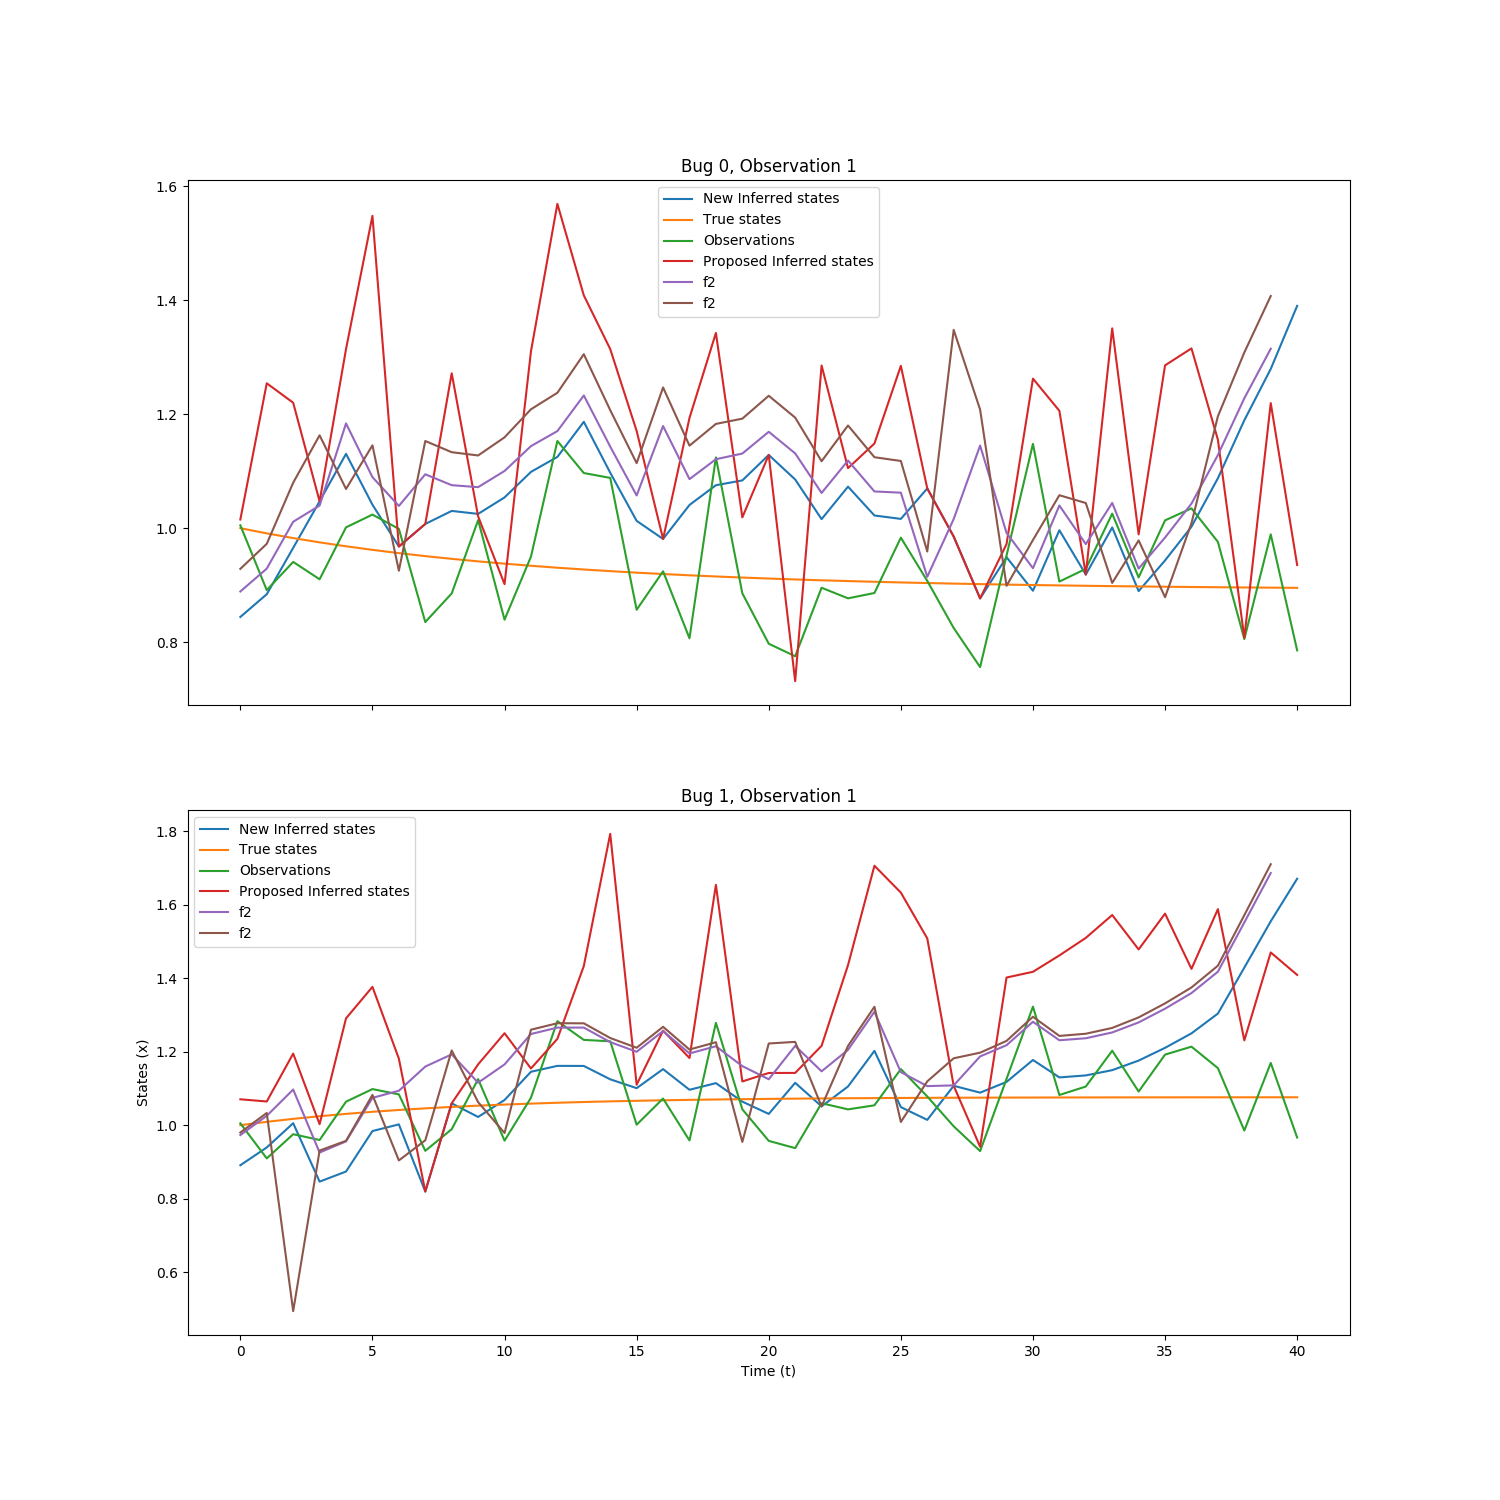 Bug 0, Observation 1
1.6
1.4
1.2
1.0
0.8
New Inferred states
True states
Observations
Proposed Inferred states
f2
f2
Bug 1, Observation 1
1.8
1.6
1.4
1.2
1.0
0.8
0.6
States (x)
New Inferred states
True states
Observations
Proposed Inferred states
f2
f2
0 5 10 15 20 25 30 35 40
Time (t)